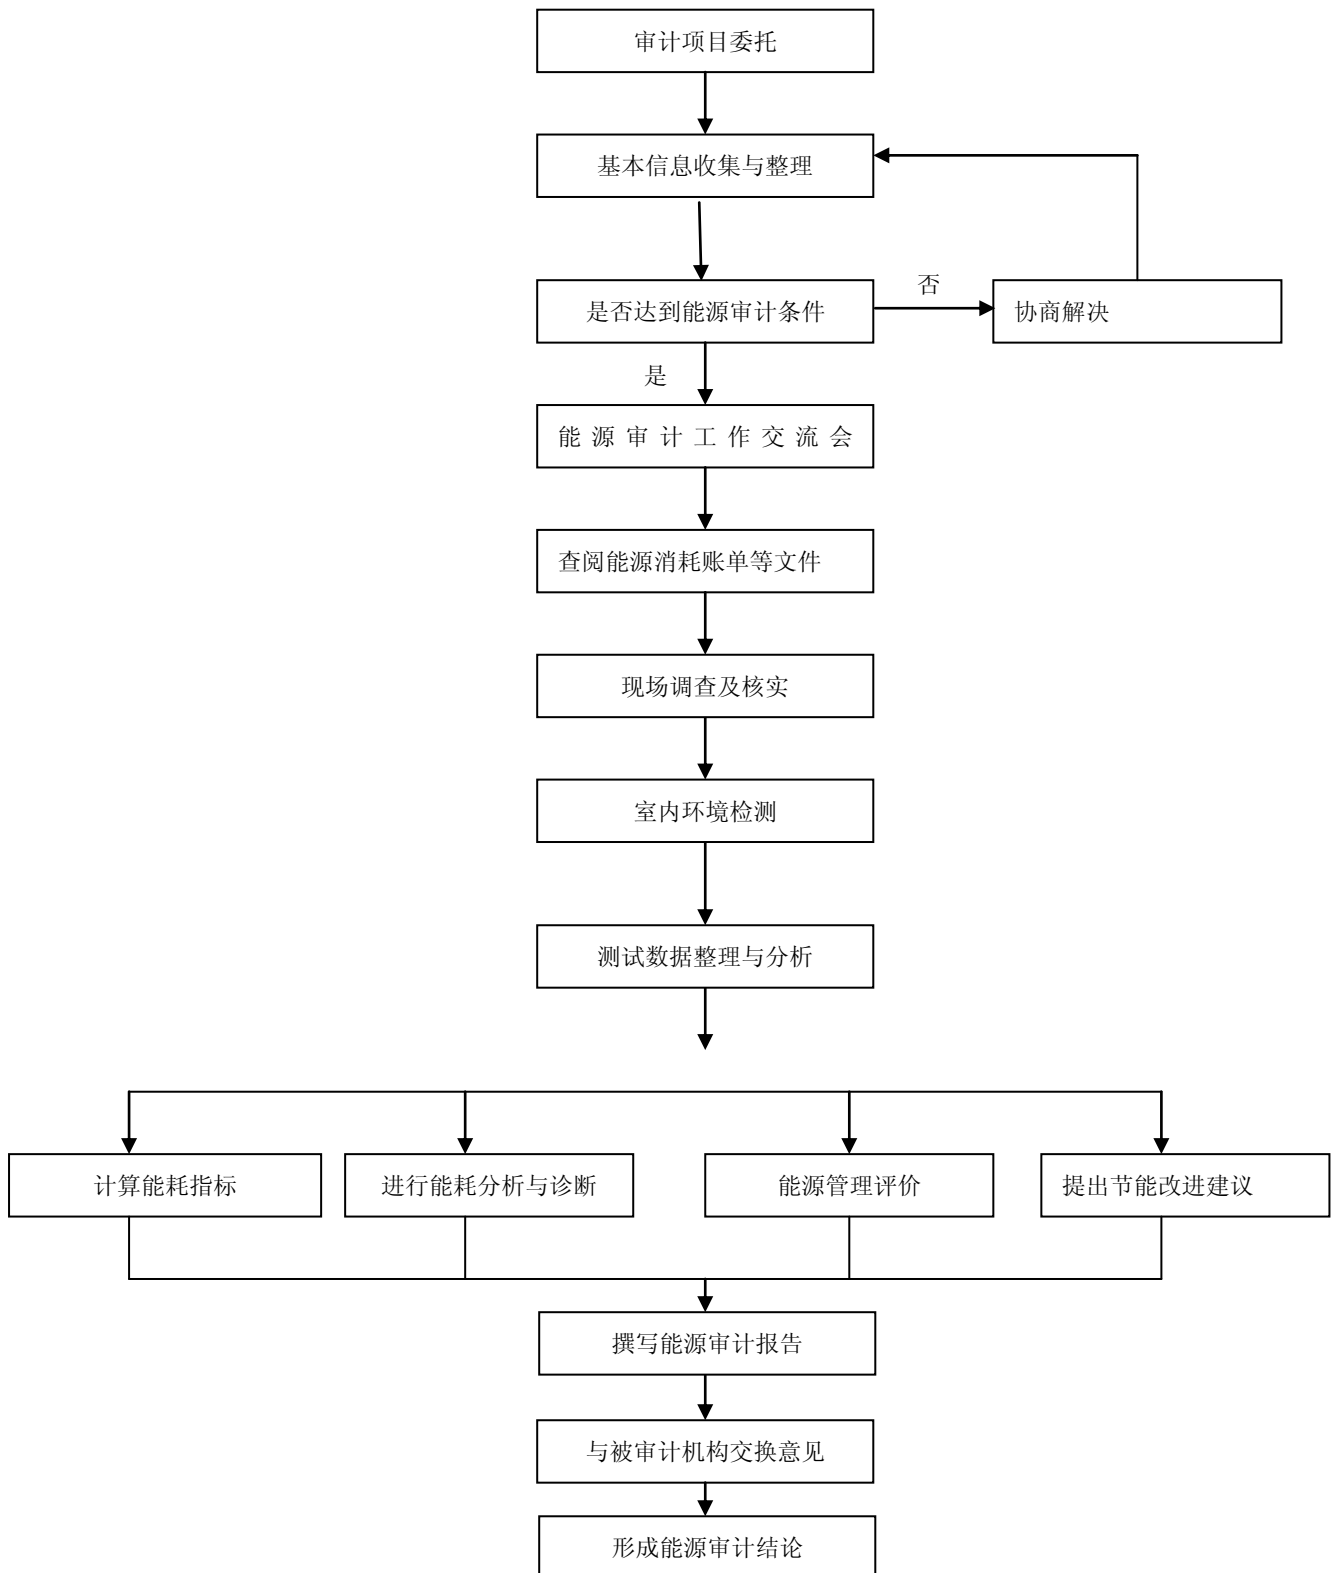 审计项目委托
基本信息收集与整理
是否达到能源审计条件
否
协商解决
是
能源审计工作交流会
查阅能源消耗账单等文件
现场调查及核实
室内环境检测
测试数据整理与分析
计算能耗指标
进行能耗分析与诊断
能源管理评价
提出节能改进建议
撰写能源审计报告
与被审计机构交换意见
形成能源审计结论